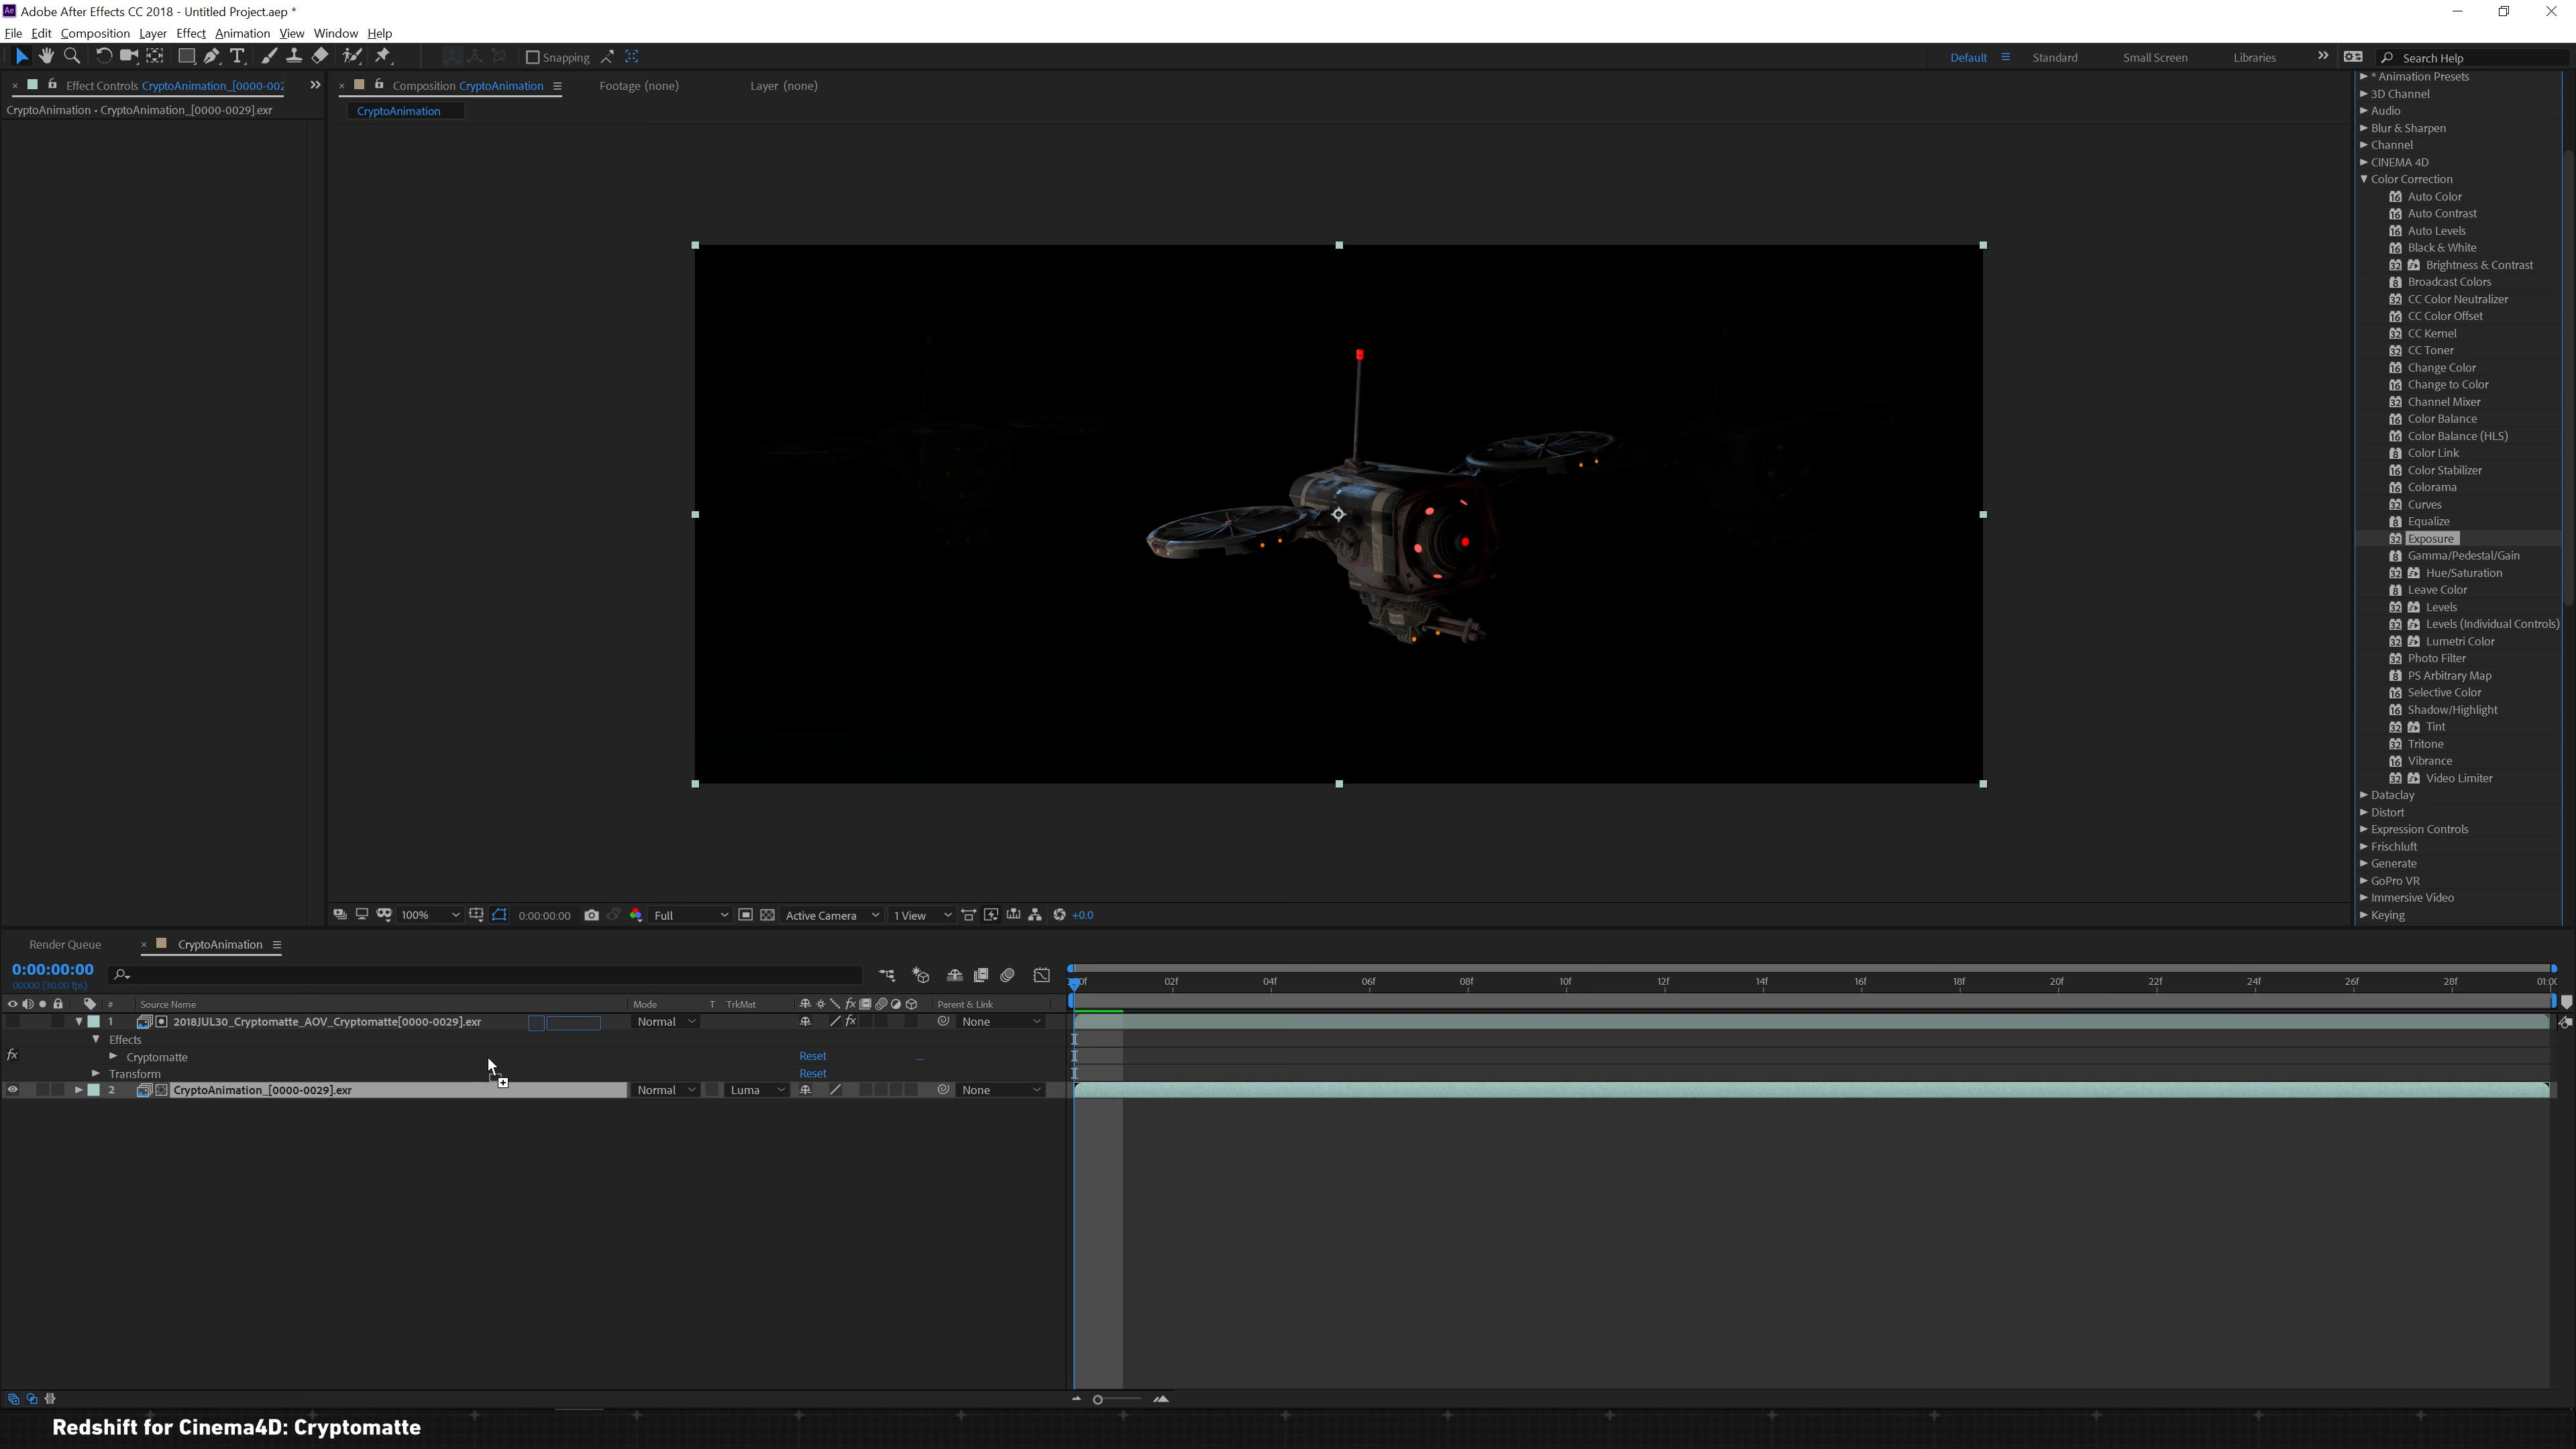 Adobe After Effects CC 2018 - Untitled Project.aep *
File Edit Composition Layer Effect Animation View Window Help
Snapping
Default Standard Small Screen Libraries Search Help
Effect Controls CryptoAnimation_[0000-002
Composition CryptoAnimation
Footage (none)
Layer (none)
CryptoAnimation • CryptoAnimation_[0000-0029].exr
CryptoAnimation
* Animation Presets
3D Channel
Audio
Blur & Sharpen
Channel
CINEMA 4D
Color Correction
Auto Color
Auto Contrast
Auto Levels
Black & White
Brightness & Contrast
Broadcast Colors
CC Color Neutralizer
CC Color Offset
CC Kernel
CC Toner
Change Color
Change to Color
Channel Mixer
Color Balance
Color Balance (HLS)
Color Link
Color Stabilizer
Colorama
Curves
Equalize
Exposure
Gamma/Pedestal/Gain
Hue/Saturation
Leave Color
Levels
Levels (Individual Controls)
Lumetri Color
Photo Filter
PS Arbitrary Map
Selective Color
Shadow/Highlight
Tint
Tritone
Vibrance
Video Limiter
Dataclay
Distort
Expression Controls
Frischluft
Generate
GoPro VR
Immersive Video
Keying
100% 0:00:00:00 Full Active Camera 1 View +0.0
Render Queue
CryptoAnimation
0:00:00:00
00000 (30.00 fps)
02f 04f 06f 08f 10f 12f 14f 16f 18f 20f 22f 24f 26f 28f
# Source Name Mode T TrkMat Parent & Link
1 2018JUL30_Cryptomatte_AOV_Cryptomatte[0000-0029].exr Normal None
Effects
fx Cryptomatte Reset
Transform Reset
2 CryptoAnimation_[0000-0029].exr Normal Luma None
Redshift for Cinema4D: Cryptomatte